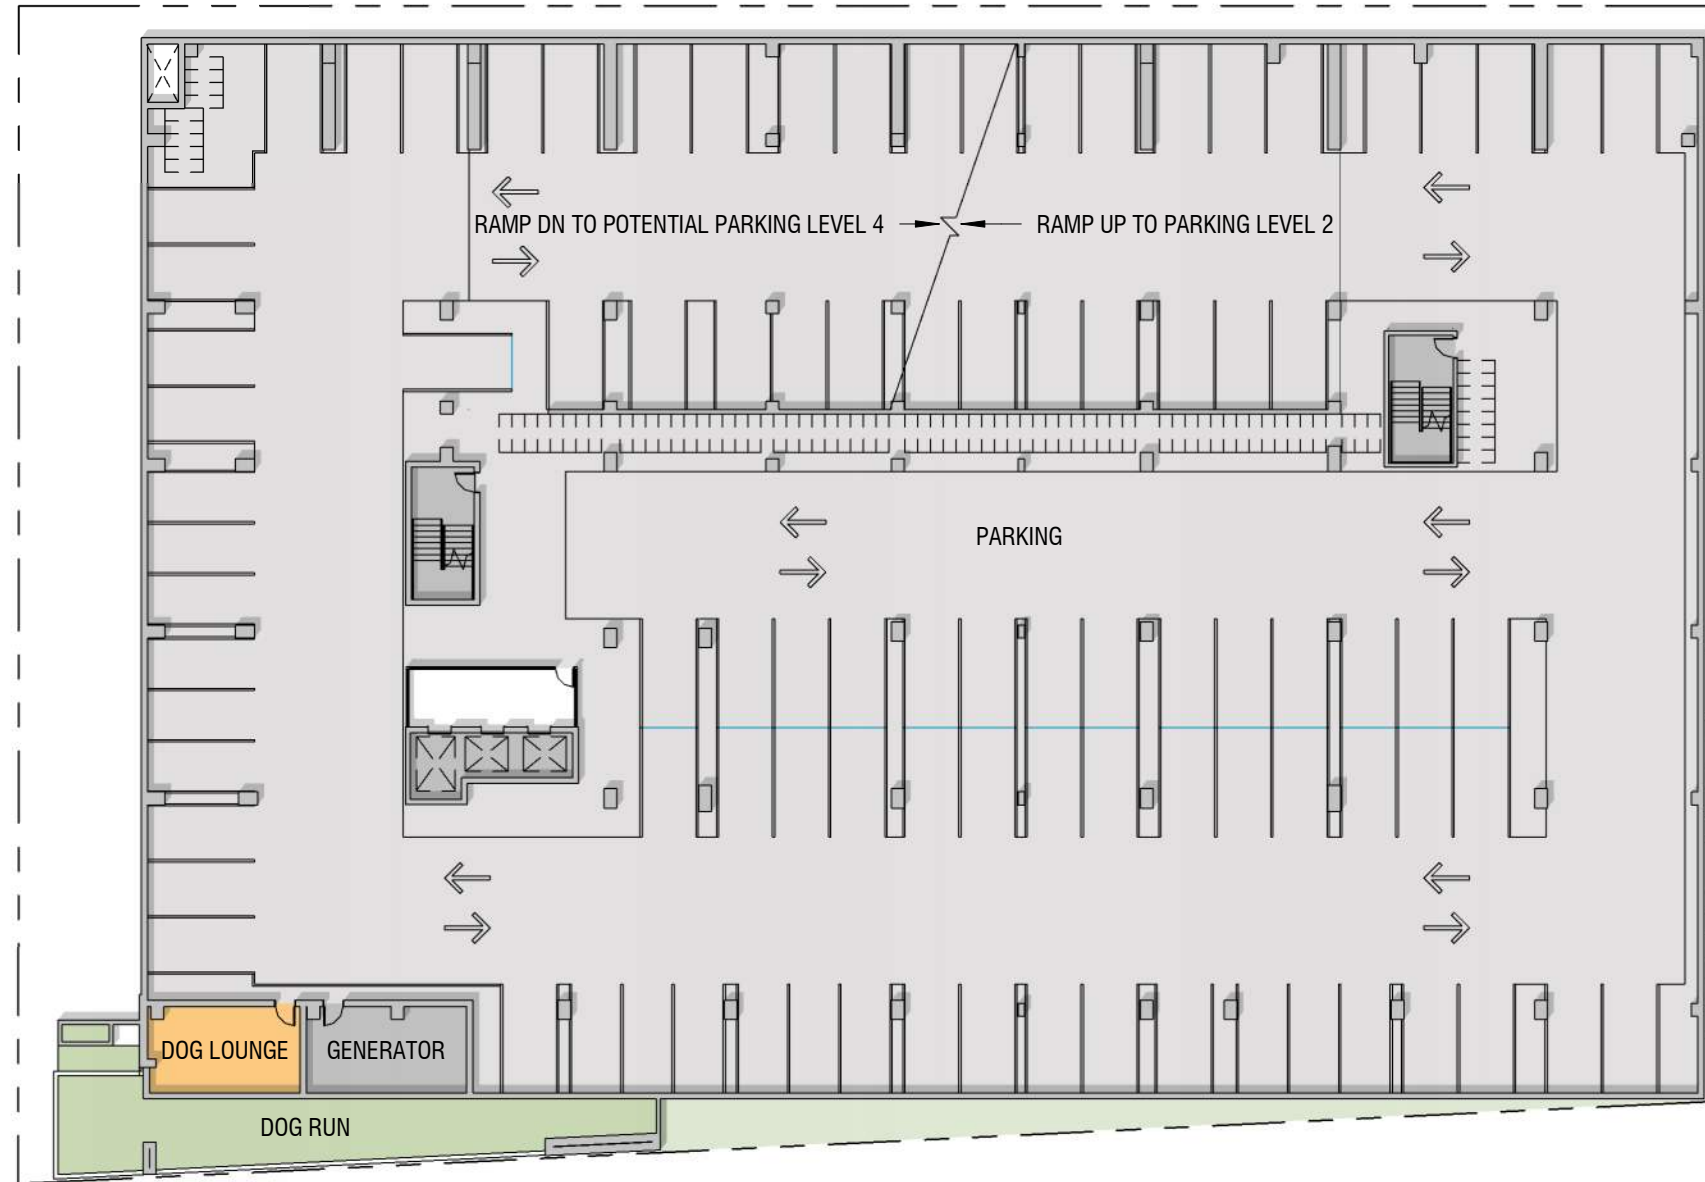 RAMP DN TO POTENTIAL PARKING LEVEL 4
RAMP UP TO PARKING LEVEL 2
PARKING
DOG LOUNGE
GENERATOR
DOG RUN